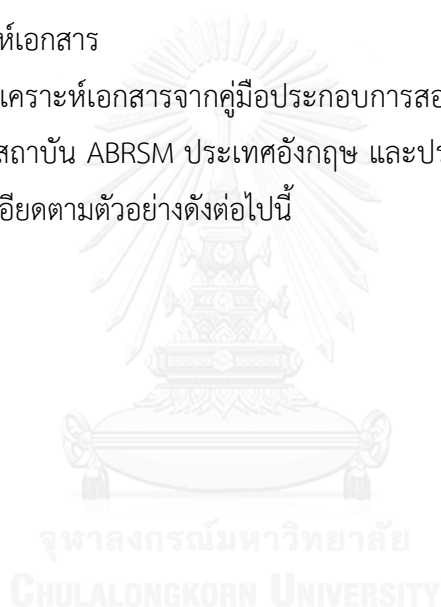 ห์เอกสาร
เคราะห์เอกสารจากคู่มือประกอบการสอ
สถาบัน ABRSM ประเทศอังกฤษ และปร
อียดตามตัวอย่างดังต่อไปนี้
จุฬาลงกรณ์มหาวิทยาลัย
CHULALONGKORN UNIVERSITY